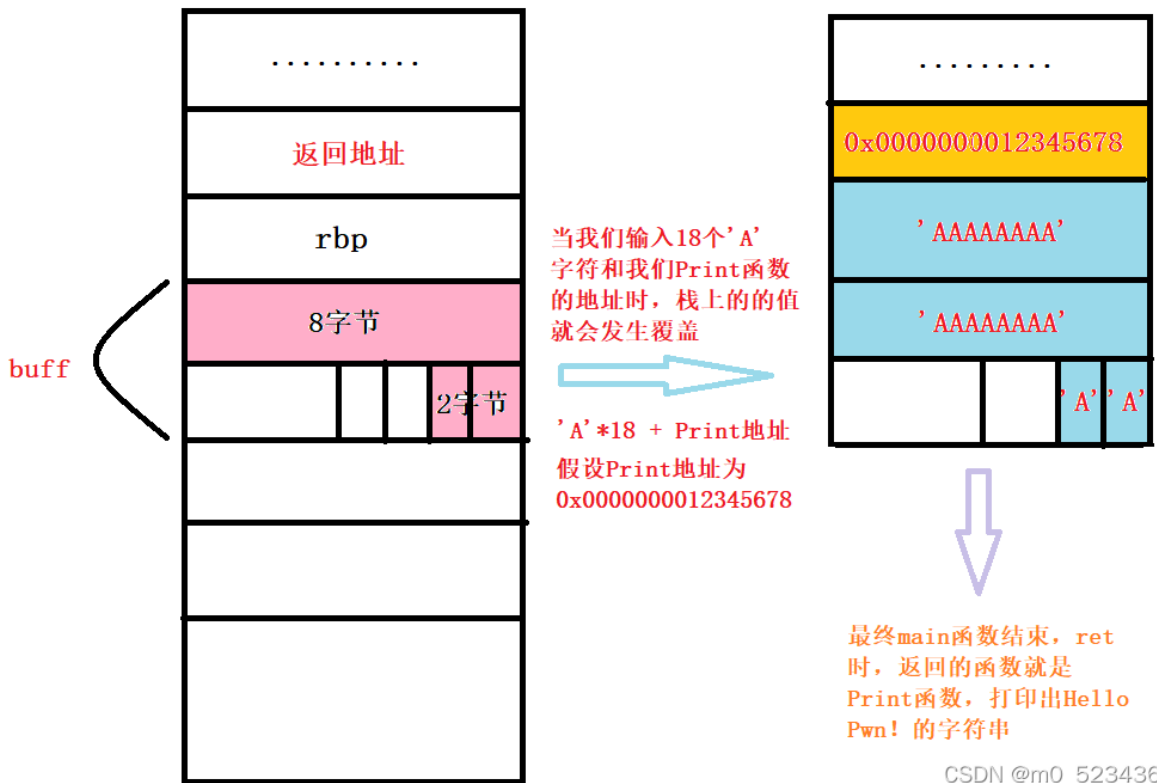 ..........
返回地址
rbp
8字节
2字节
buff
当我们输入18个'A'
字符和我们Print函数
的地址时，栈上的的值
就会发生覆盖
'A'*18 + Print地址
假设Print地址为
0x0000000012345678
.........
0x0000000012345678
'AAAAAAAA'
'AAAAAAAA'
'A' 'A'
最终main函数结束，ret
时，返回的函数就是
Print函数，打印出Hello
Pwn！的字符串
CSDN @m0_523436